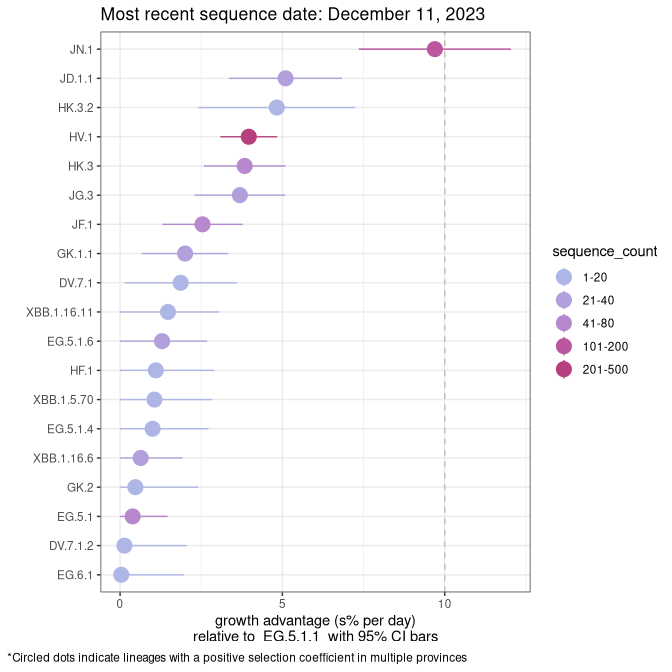 Most recent sequence date: December 11, 2023
JN.1
JD.1.1
HK.3.2
HV.1
HK.3
JG.3
JF.1
GK.1.1
DV.7.1
XBB.1.16.11
EG.5.1.6
HF.1
XBB.1.5.70
EG.5.1.4
XBB.1.16.6
GK.2
EG.5.1
DV.7.1.2
EG.6.1
0 5 10
growth advantage (s% per day)
relative to EG.5.1.1 with 95% CI bars
sequence_count
1-20
21-40
41-80
101-200
201-500
*Circled dots indicate lineages with a positive selection coefficient in multiple provinces